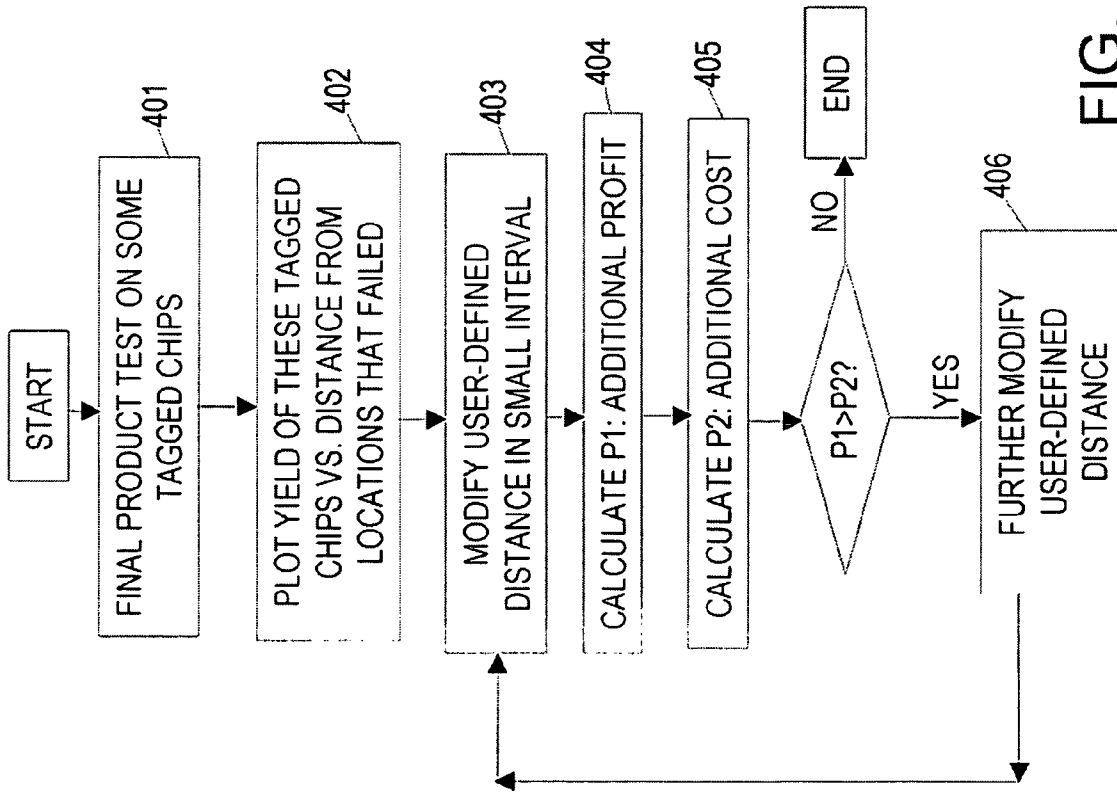 START
FINAL PRODUCT TEST ON SOME
TAGGED CHIPS
401
PLOT YIELD OF THESE TAGGED
CHIPS VS. DISTANCE FROM
LOCATIONS THAT FAILED
402
MODIFY USER-DEFINED
DISTANCE IN SMALL INTERVAL
403
CALCULATE P1: ADDITIONAL PROFIT
404
CALCULATE P2: ADDITIONAL COST
405
P1>P2?
NO
END
YES
FURTHER MODIFY
USER-DEFINED
DISTANCE
406
FIG.